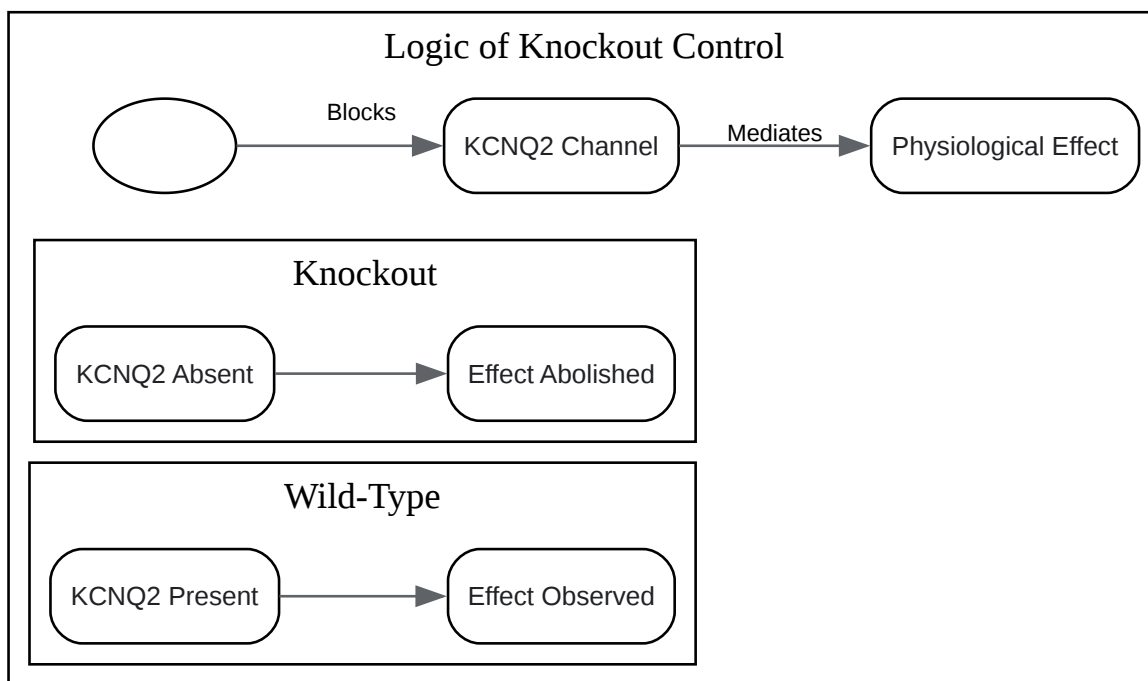 Logic of Knockout Control
Blocks
KCNQ2 Channel
Mediates
Physiological Effect
Knockout
KCNQ2 Absent
Effect Abolished
Wild-Type
KCNQ2 Present
Effect Observed